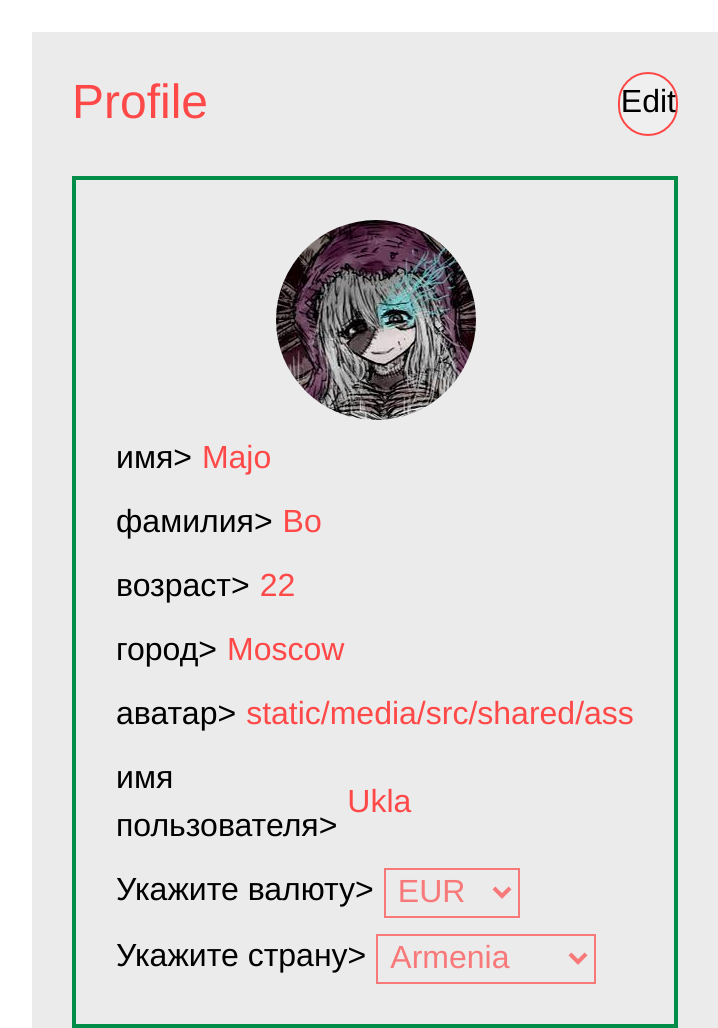 Profile
Edit
имя> Majo
фамилия> Bo
возраст> 22
город> Moscow
аватар> static/media/src/shared/ass
имя
пользователя> Ukla
Укажите валюту> EUR
Укажите страну> Armenia